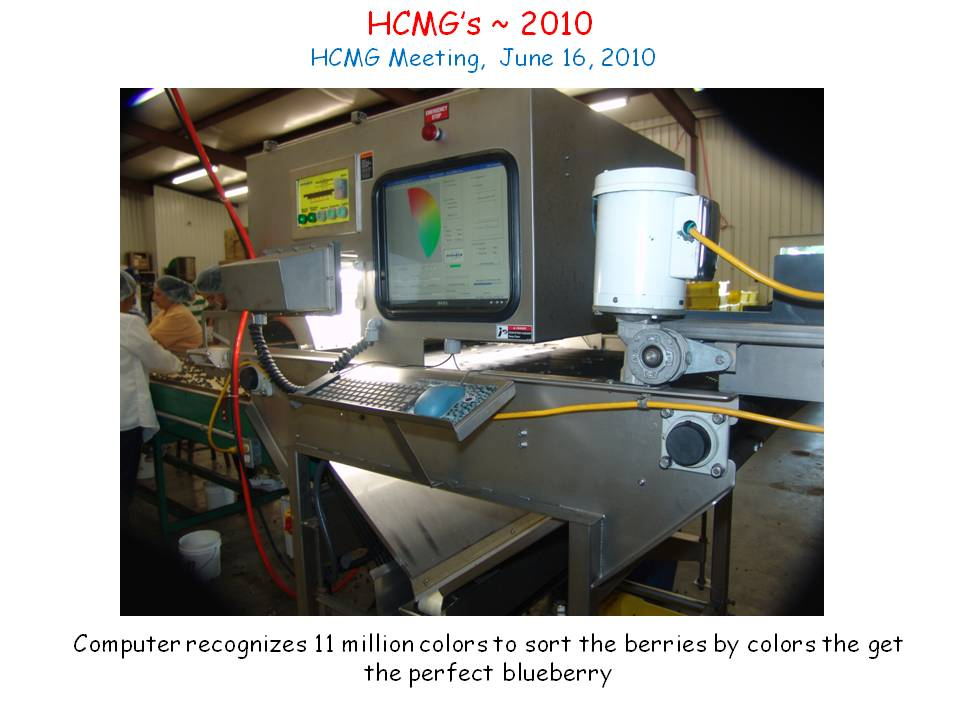 HCMG's ~ 2010
HCMG Meeting, June 16, 2010
EMERGENCY
STOP
Computer recognizes 11 million colors to sort the berries by colors the get
the perfect blueberry